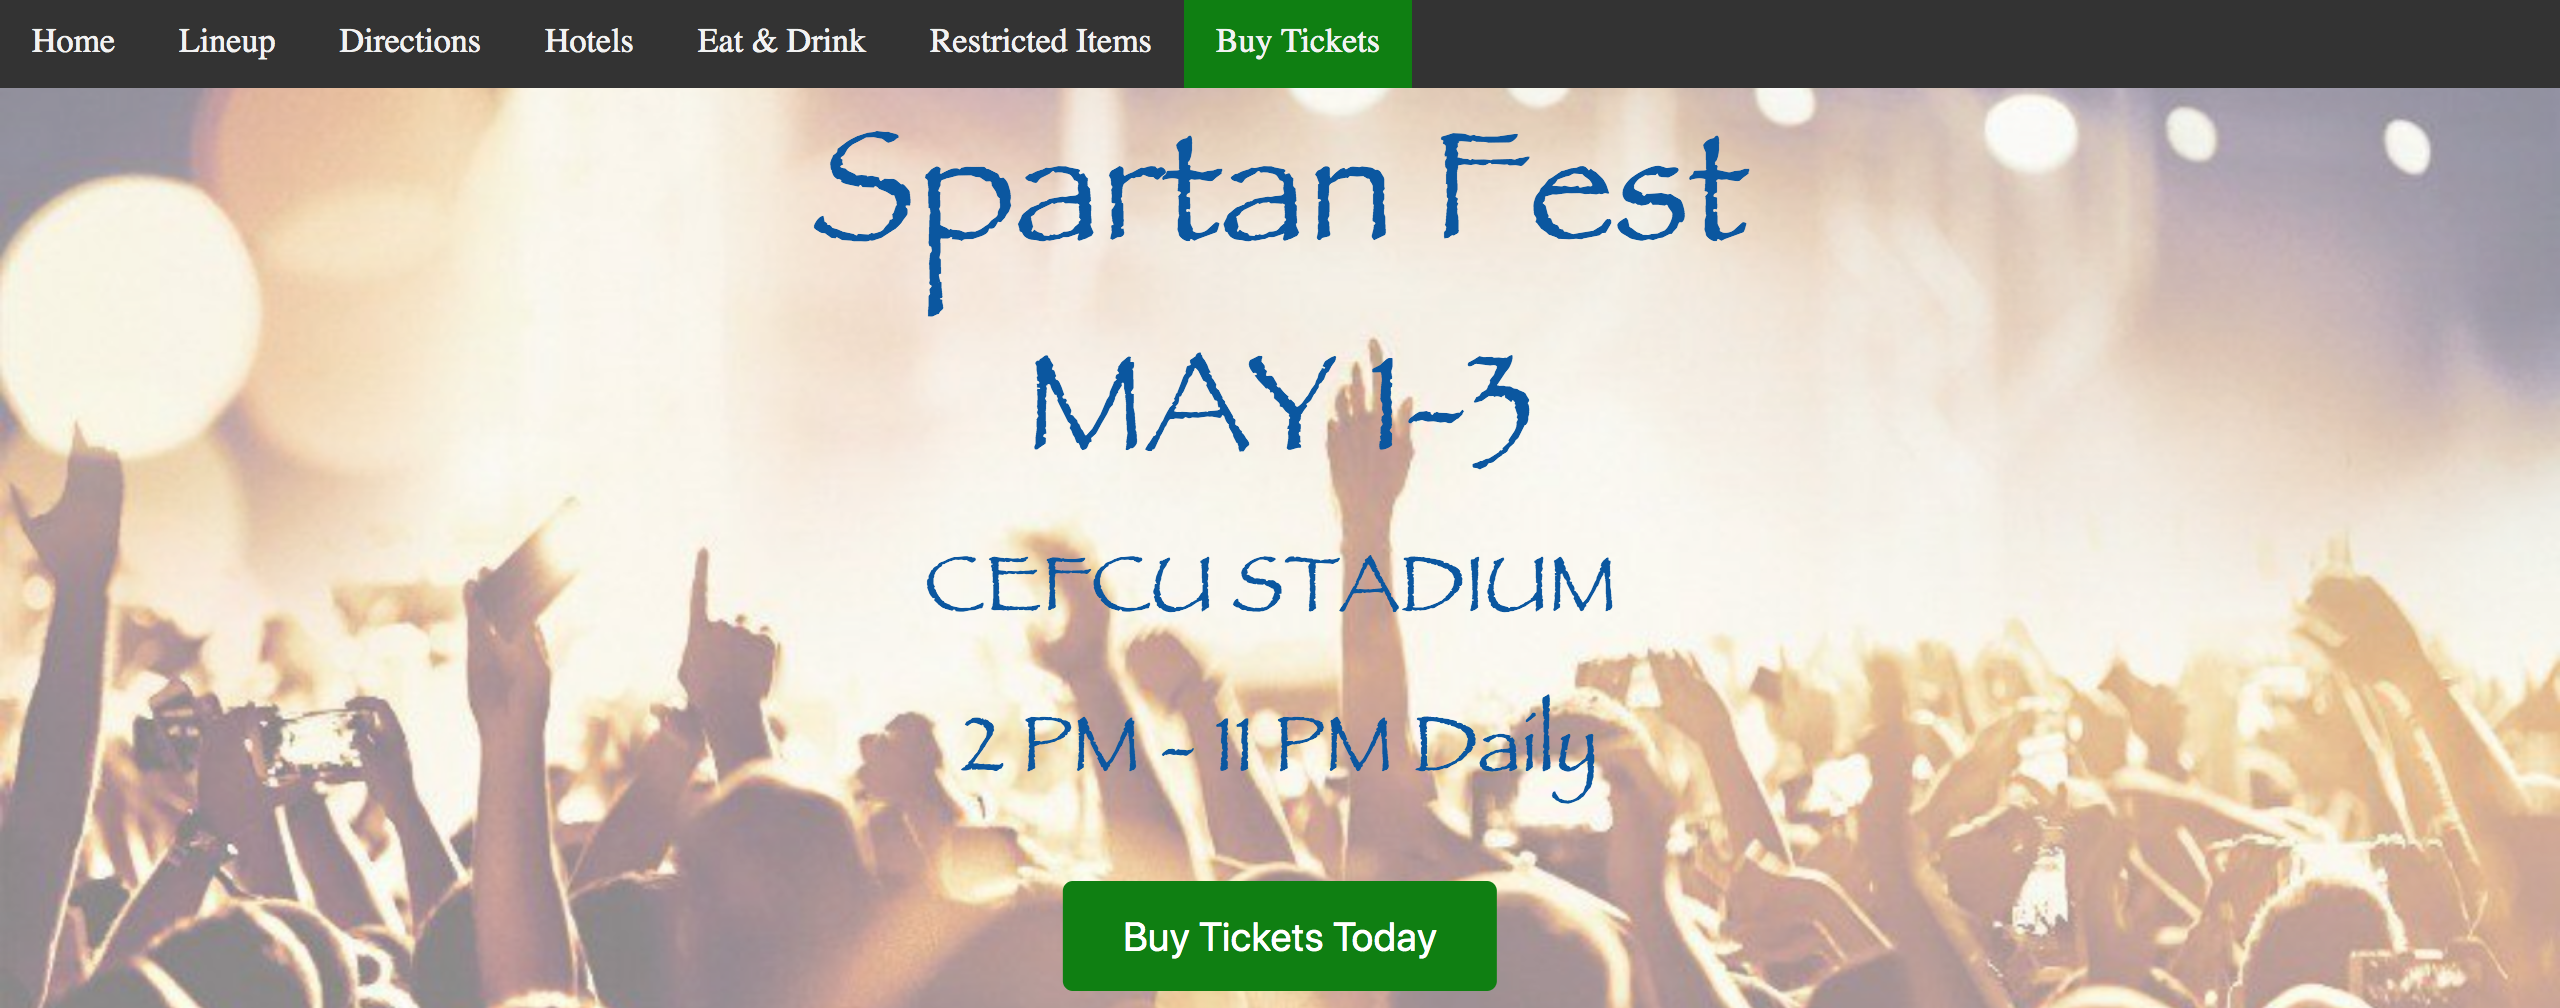 Home Lineup Directions Hotels Eat & Drink Restricted Items Buy Tickets
Spartan Fest
MAY 1-3
CEFCU STADIUM
2 PM - 11 PM Daily
Buy Tickets Today